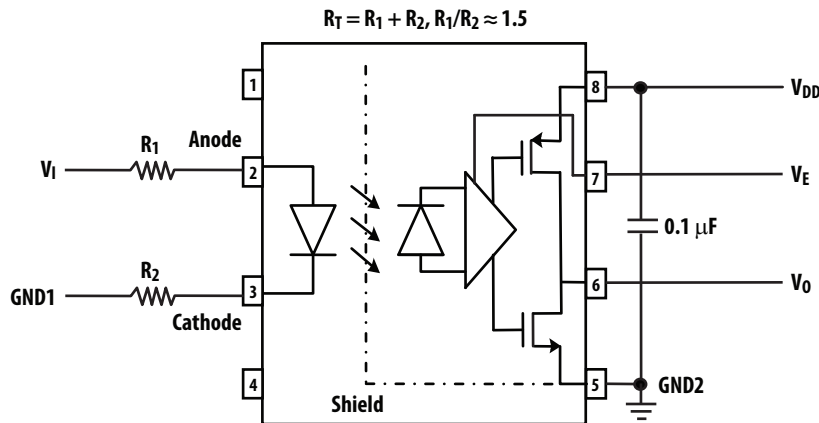 R_T = R_1 + R_2, R_1/R_2 ≈ 1.5
1
8
V_DD
R_1
Anode
V_I
2
7
V_E
0.1 μF
R_2
GND1
3
6
V_O
Cathode
4
5
GND2
Shield